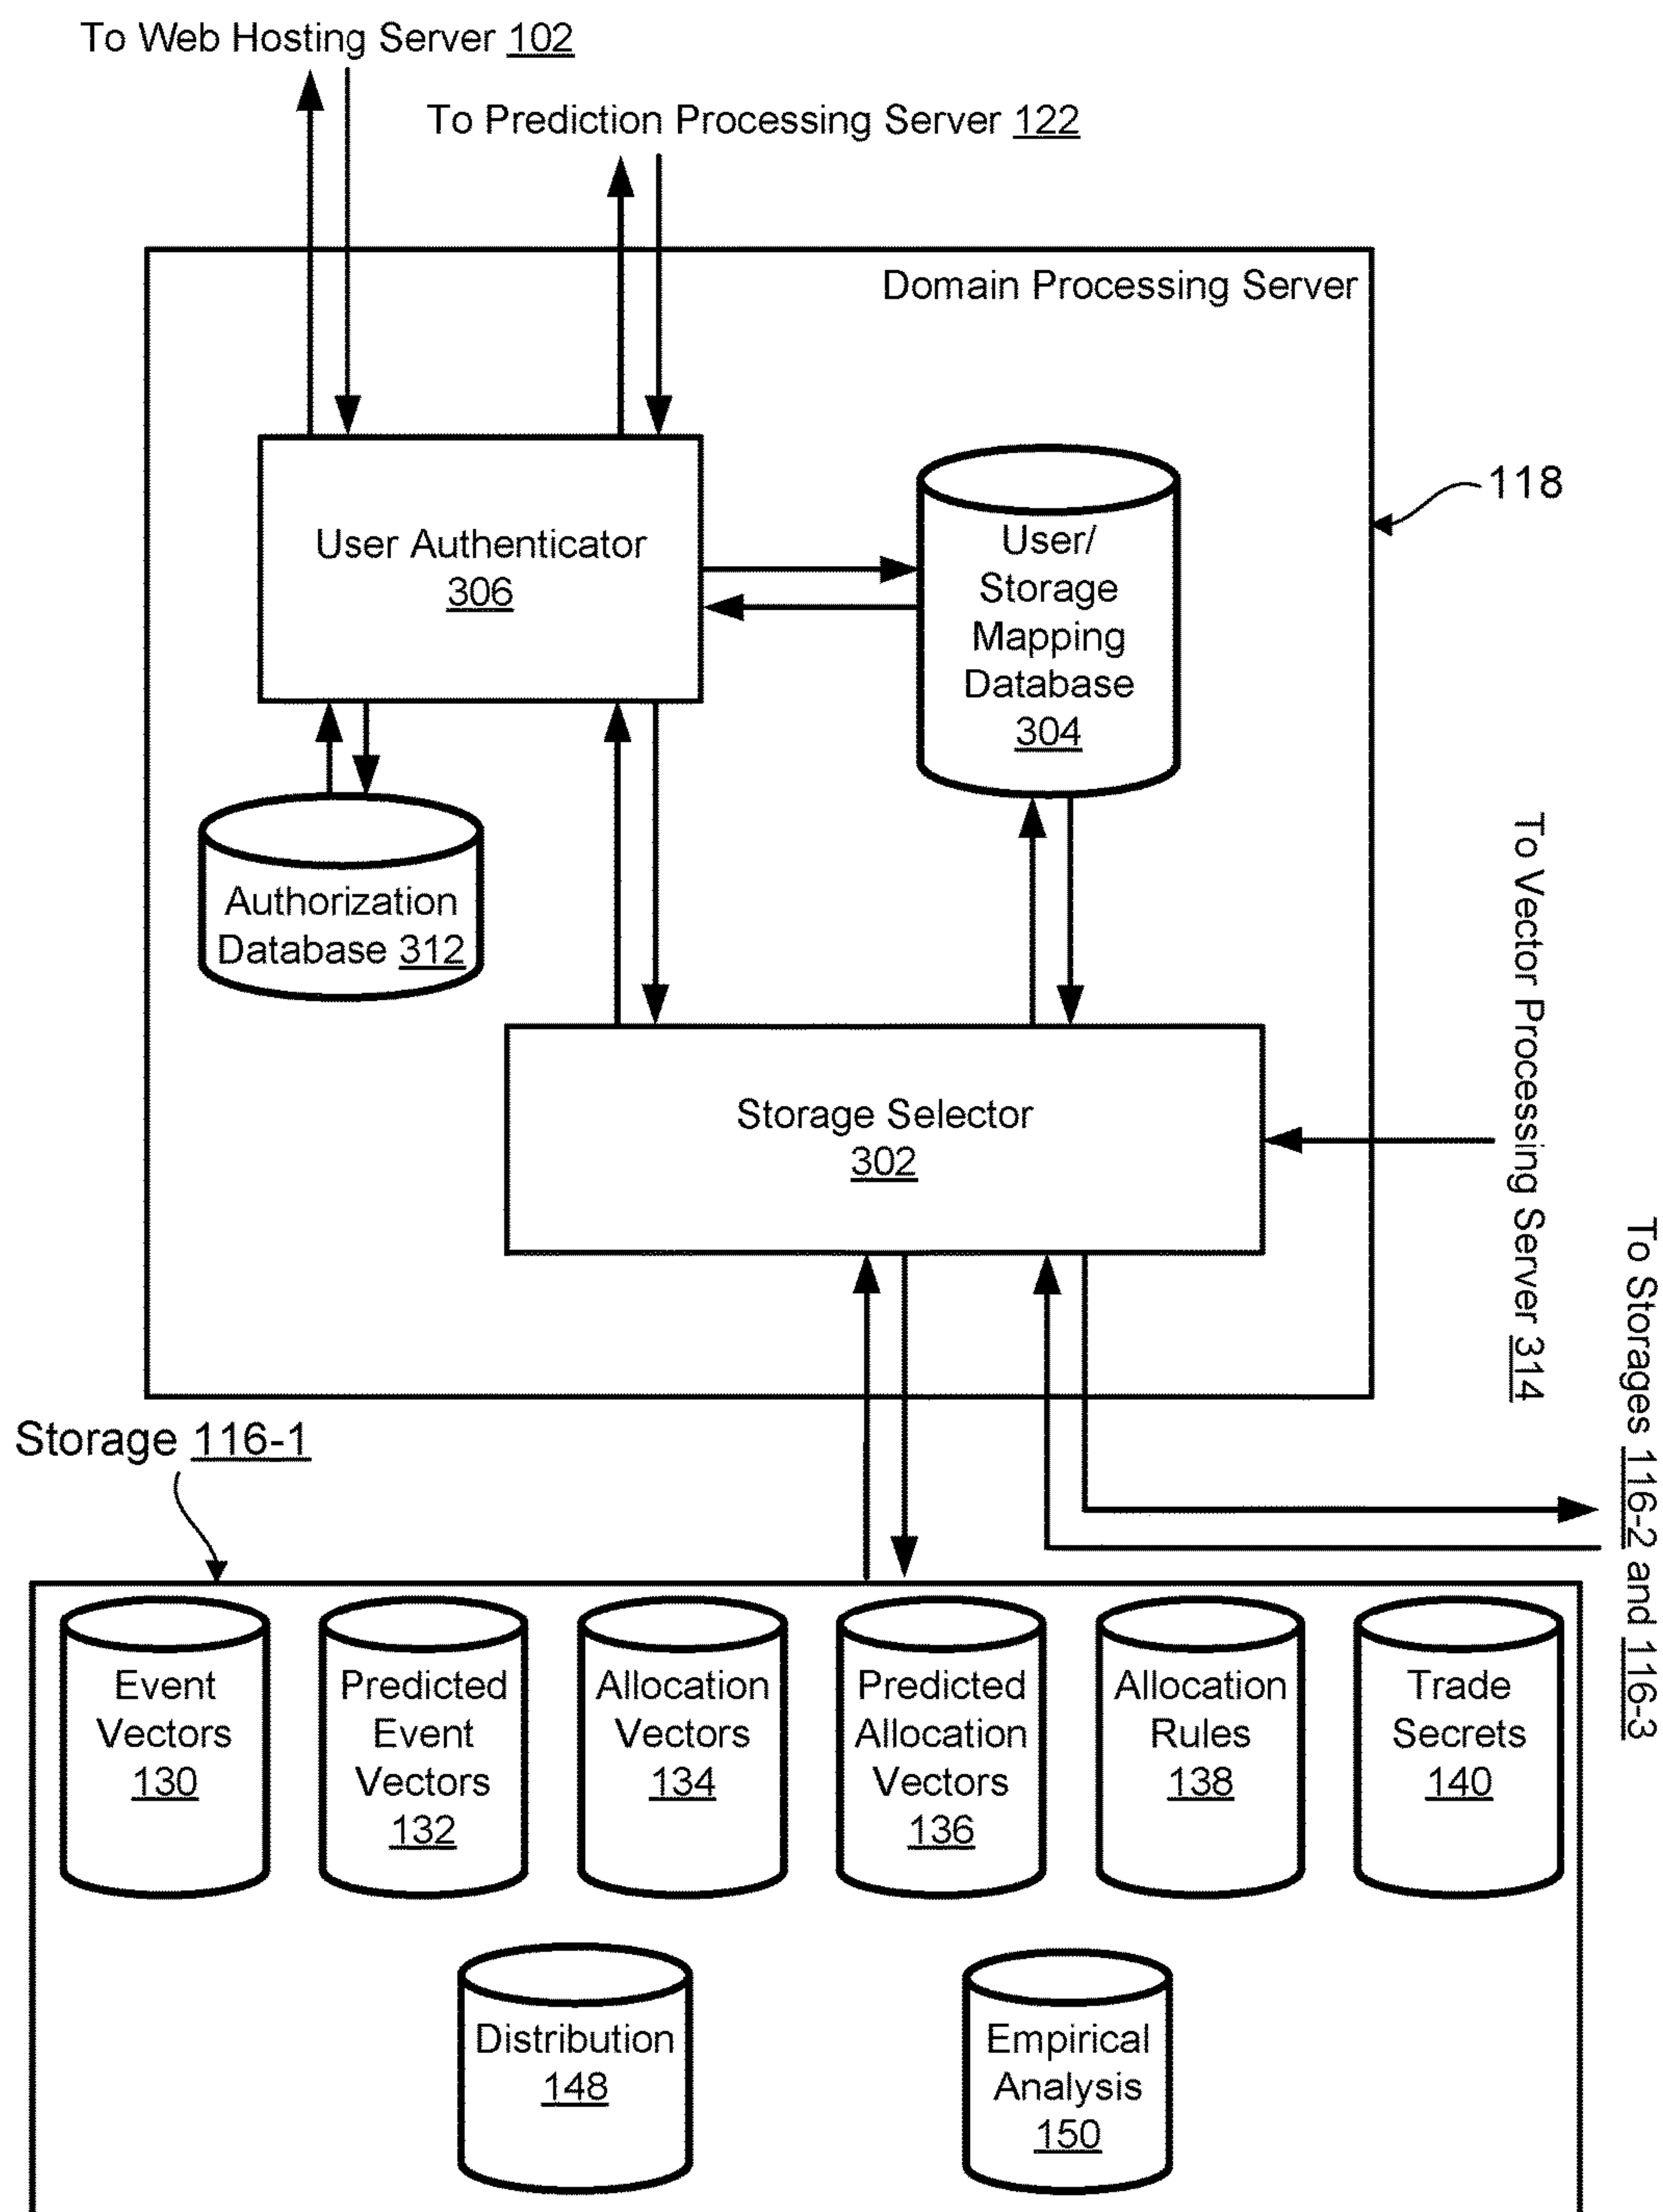 To Web Hosting Server 102
To Prediction Processing Server 122
Domain Processing Server
118
User Authenticator
306
User/
Storage
Mapping
Database
304
Authorization
Database 312
Storage Selector
302
To Vector Processing Server 314
To Storages 116-2 and 116-3
Storage 116-1
Event
Vectors
130
Predicted
Event
Vectors
132
Allocation
Vectors
134
Predicted
Allocation
Vectors
136
Allocation
Rules
138
Trade
Secrets
140
Distribution
148
Empirical
Analysis
150